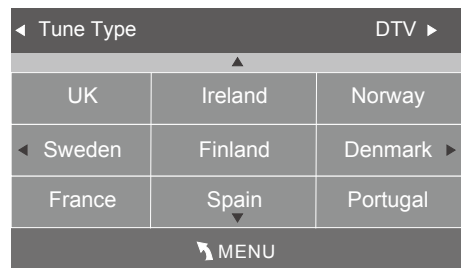 Tune Type DTV
UK Ireland Norway
Sweden Finland Denmark
France Spain Portugal
MENU